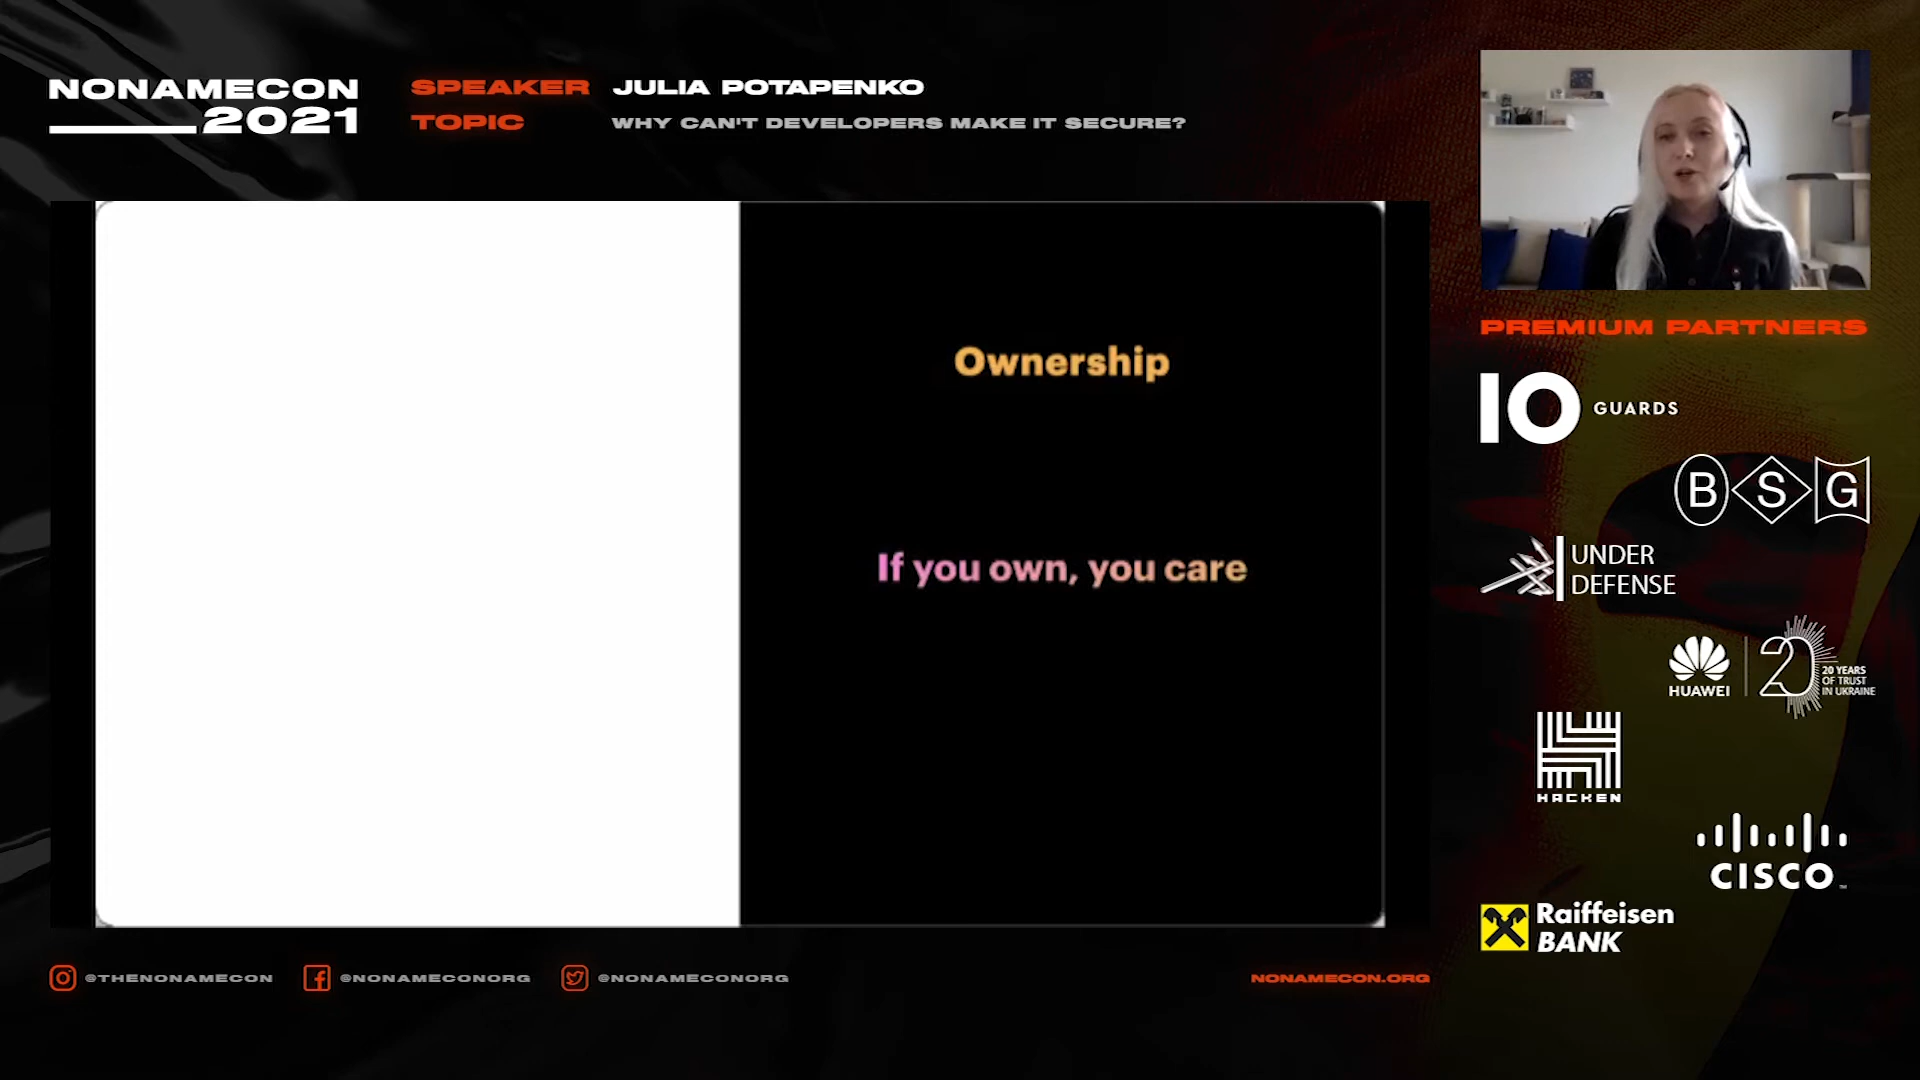 NONAMECON
2021
SPEAKER JULIA POTAPENKO
TOPIC WHY CAN'T DEVELOPERS MAKE IT SECURE?
Ownership
If you own, you care
PREMIUM PARTNERS
10 GUARDS
B S G
UNDER
DEFENSE
HUAWEI
20
20 YEARS
OF TRUST
IN UKRAINE
HACKEN
CISCO
Raiffeisen
BANK
@THENONAMECON @NONAMECONORG @NONAMECONORG
NONAMECON.ORG